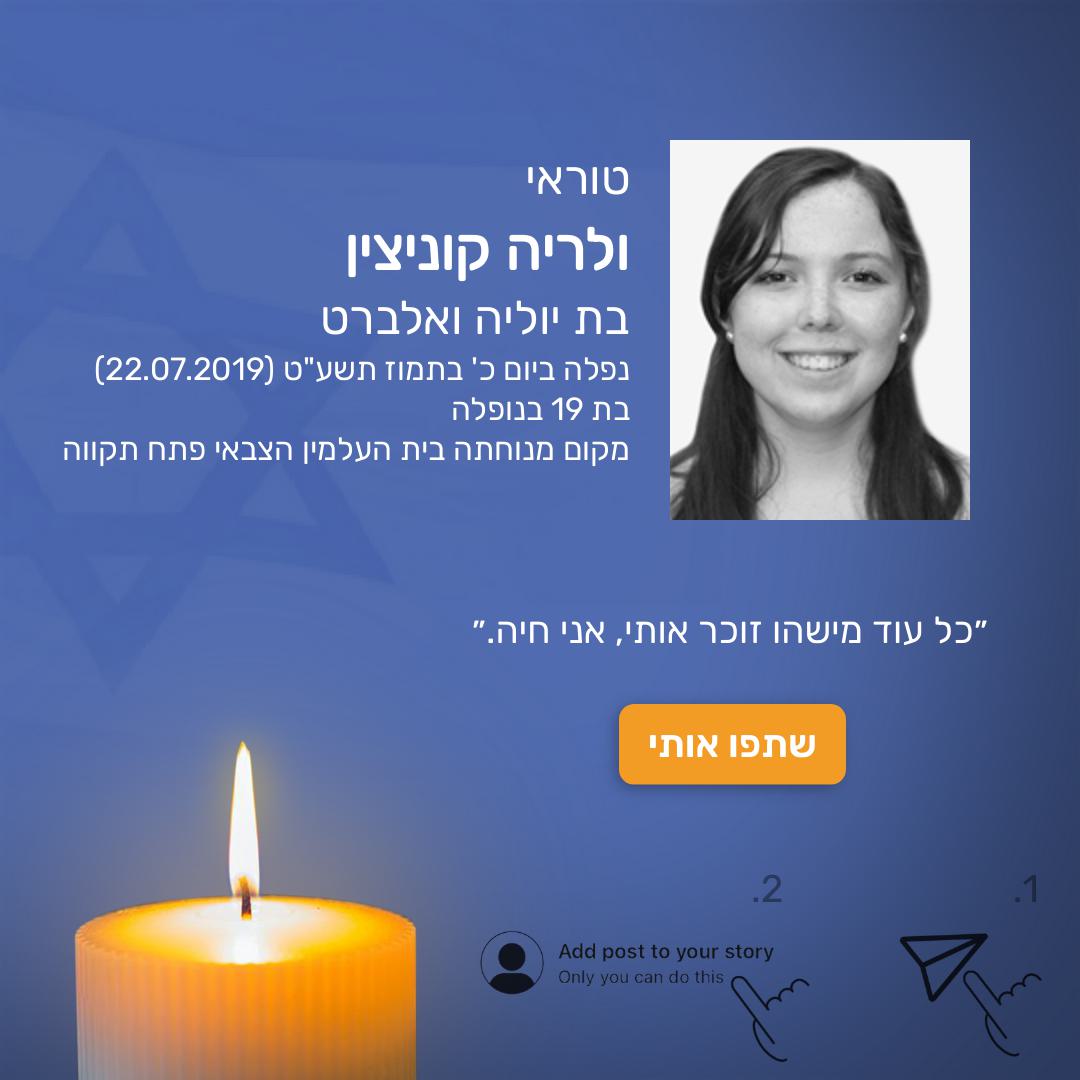 טוראי
ולריה קוניצין
בת יוליה ואלברט
נפלה ביום כ' בתמוז תשע"ט (22.07.2019)
בת 19 בנופלה
מקום מנוחתה בית העלמין הצבאי פתח תקווה
״כל עוד מישהו זוכר אותי, אני חיה.״
שתפו אותי
.1
.2
Add post to your story
Only you can do this